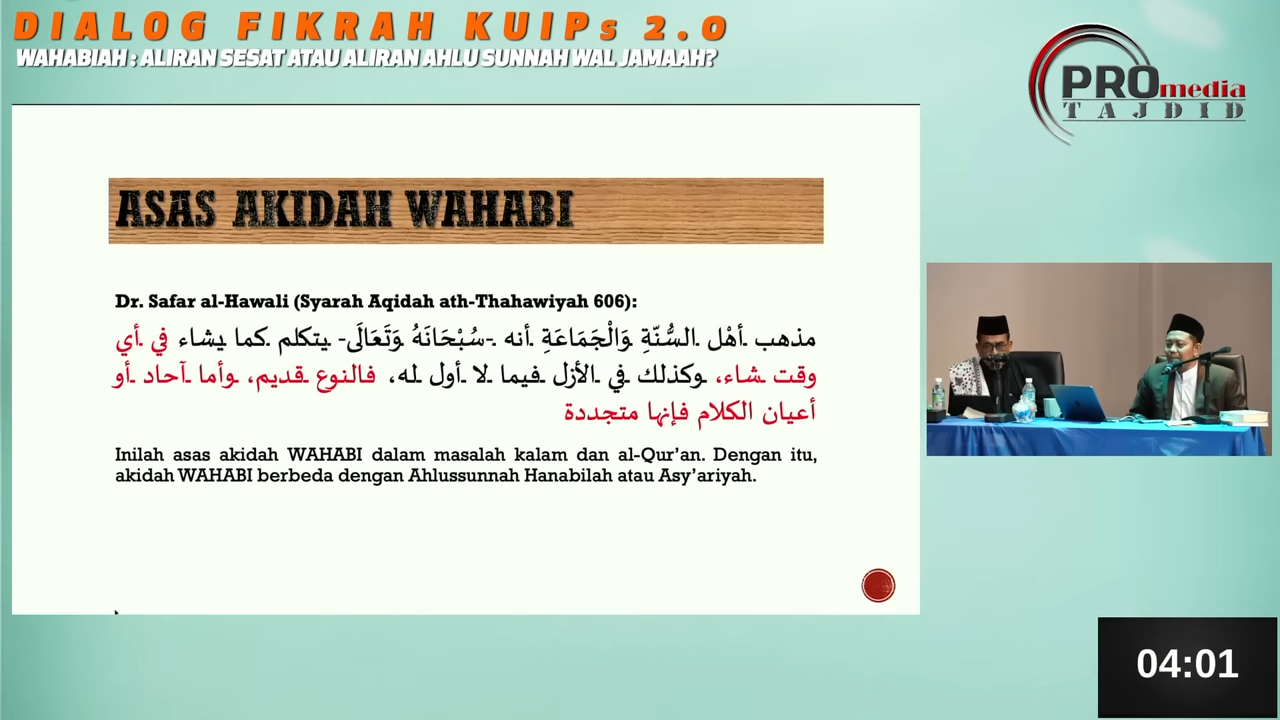 DIALOG FIKRAH KUIPs 2.0
WAHABIAH : ALIRAN SESAT ATAU ALIRAN AHLU SUNNAH WAL JAMAAH?
PROmedia
TAJDID
ASAS AKIDAH WAHABI
Dr. Safar al-Hawali (Syarah Aqidah ath-Thahawiyah 606):
مذهب أهْل السُّنّةِ وَالْجَمَاعَةِ أنه -سُبْحَانَهُ وَتَعَالَى- يتكلم كما يشاء في أي
وقت شاء، وكذلك في الأزل فيما لا أول له، فالنوع قديم، وأما آحاد أو
أعيان الكلام فإنها متجددة
Inilah asas akidah WAHABI dalam masalah kalam dan al-Qur’an. Dengan itu,
akidah WAHABI berbeda dengan Ahlussunnah Hanabilah atau Asy’ariyah.
04:01